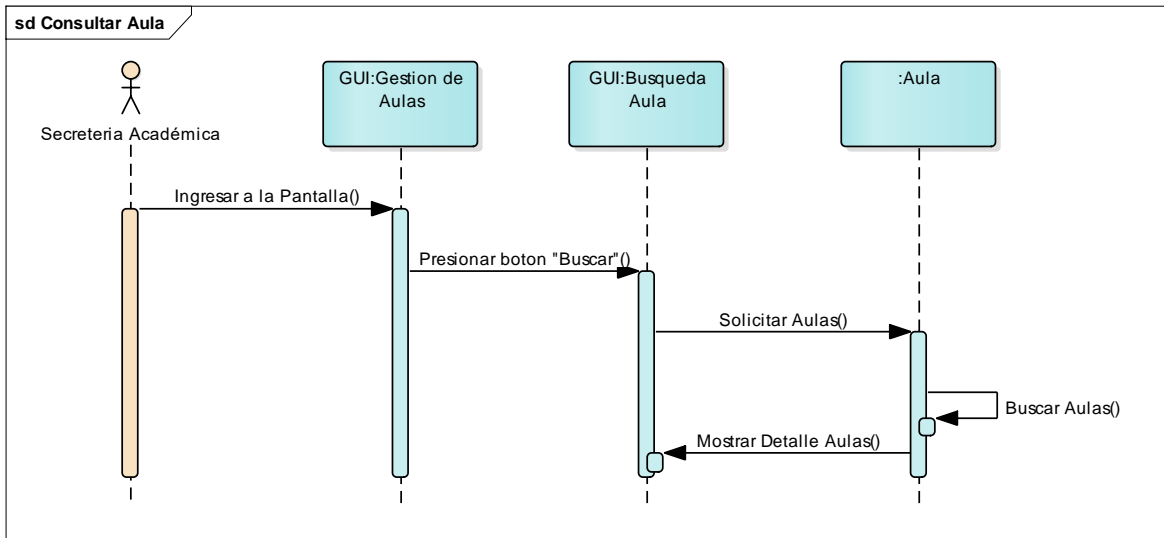 sd Consultar Aula
Secreteria Académica
GUI:Gestion de
Aulas
GUI:Busqueda
Aula
:Aula
Ingresar a la Pantalla()
Presionar boton "Buscar"()
Solicitar Aulas()
Buscar Aulas()
Mostrar Detalle Aulas()